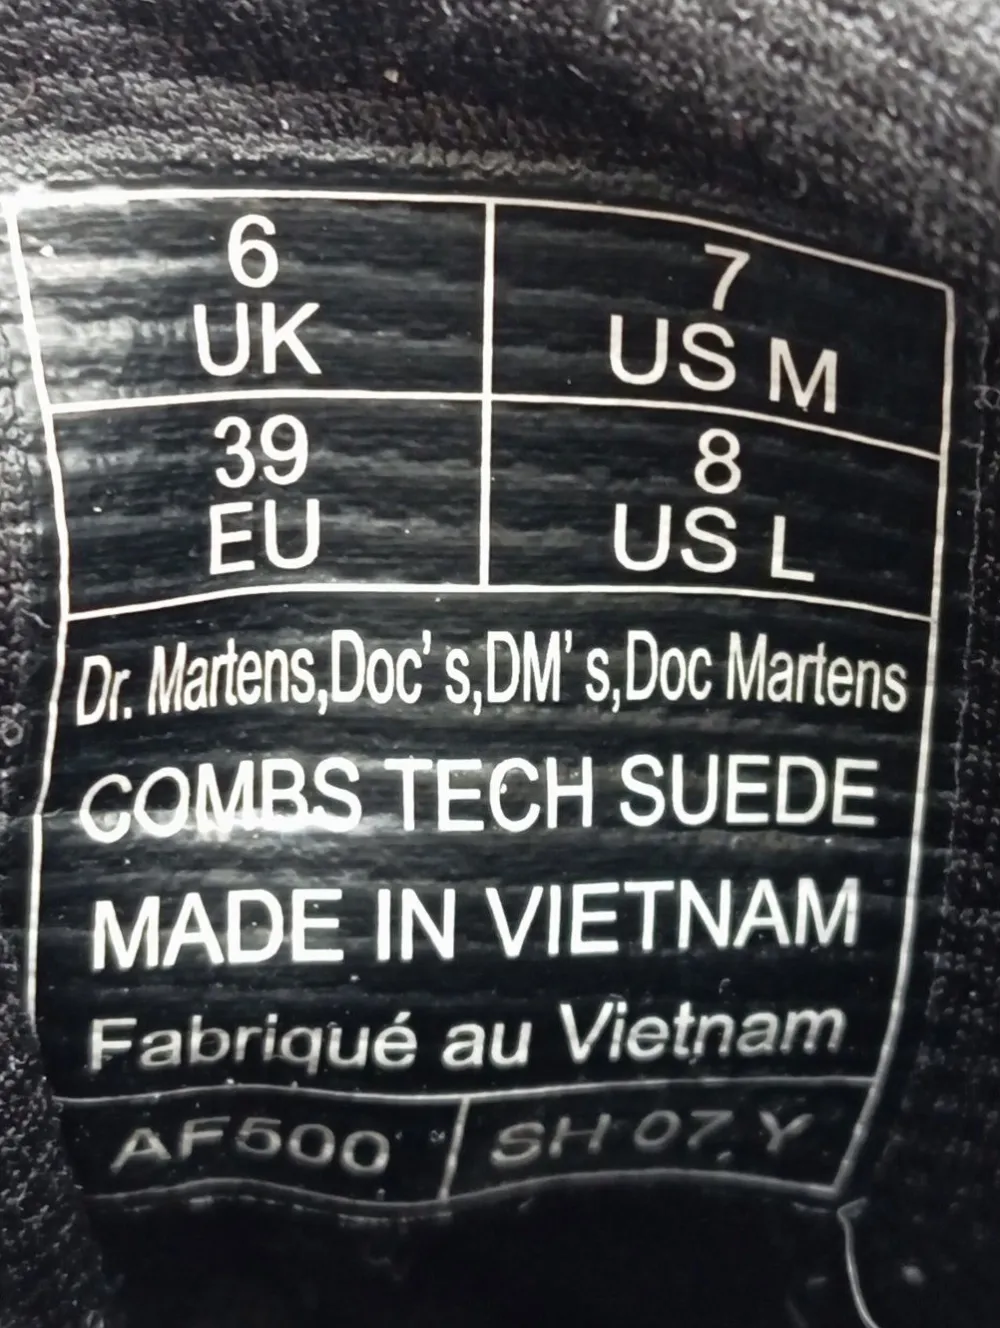 6
UK
7
US M
39
EU
8
US L
Dr. Martens,Doc's,DM's,Doc Martens
COMBS TECH SUEDE
MADE IN VIETNAM
Fabriqué au Vietnam
AF500
SH 07. Y